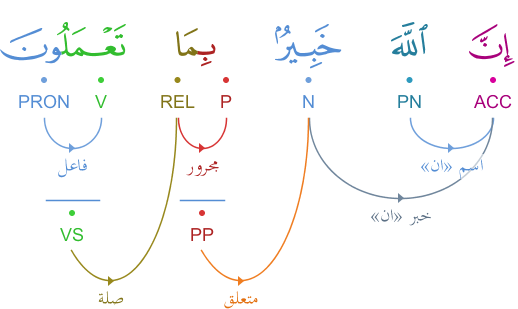 إِنَّ ٱللَّهَ خَبِيرٌۢ بِمَا تَعْمَلُونَ
ACC PN N P REL V PRON
اسم «ان» مجرور فاعل
خبر «ان»
PP VS
متعلق صلة